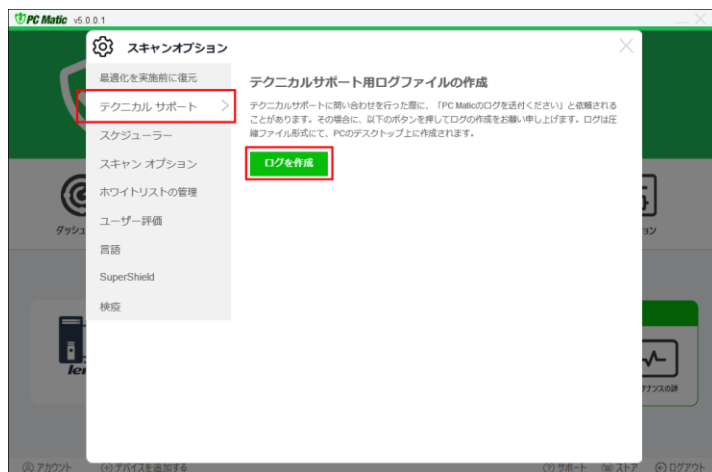 PC Matic v5.0.0.1
スキャンオプション
最適化を実施前に復元
テクニカル サポート
スケジューラー
スキャン オプション
ホワイトリストの管理
ユーザー評価
言語
SuperShield
検疫
テクニカルサポート用ログファイルの作成
テクニカルサポートに問い合わせを行った際に、「PC Maticのログを送付ください」と依頼される
ことがあります。その場合に、以下のボタンを押してログの作成をお願い申し上げます。ログは圧
縮ファイル形式にて、PCのデスクトップ上に作成されます。
ログを作成
ダッシュ
ョン
ナンスの詳
アカウント
デバイスを追加する
サポート
ストア
ログアウト